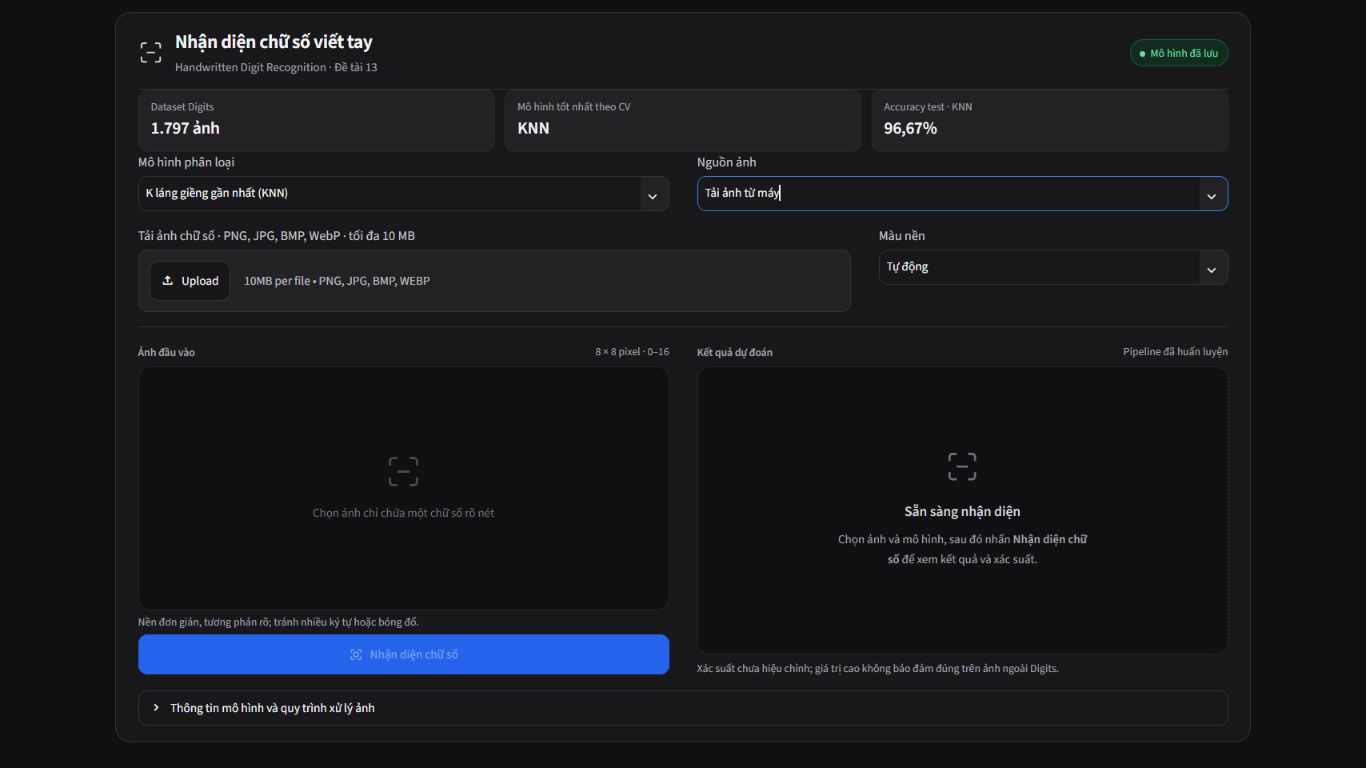 Nhận diện chữ số viết tay
Handwritten Digit Recognition · Đề tài 13
Mô hình đã lưu
Dataset Digits
1.797 ảnh
Mô hình tốt nhất theo CV
KNN
Accuracy test · KNN
96,67%
Mô hình phân loại
K láng giềng gần nhất (KNN)
Nguồn ảnh
Tải ảnh từ máy
Tải ảnh chữ số · PNG, JPG, BMP, WebP · tối đa 10 MB
Upload
10MB per file • PNG, JPG, BMP, WEBP
Màu nền
Tự động
Ảnh đầu vào
8 × 8 pixel · 0–16
Chọn ảnh chỉ chứa một chữ số rõ nét
Nền đơn giản, tương phản rõ; tránh nhiều ký tự hoặc bóng đổ.
Nhận diện chữ số
Kết quả dự đoán
Pipeline đã huấn luyện
Sẵn sàng nhận diện
Chọn ảnh và mô hình, sau đó nhấn Nhận diện chữ
số để xem kết quả và xác suất.
Xác suất chưa hiệu chỉnh; giá trị cao không bảo đảm đúng trên ảnh ngoài Digits.
Thông tin mô hình và quy trình xử lý ảnh